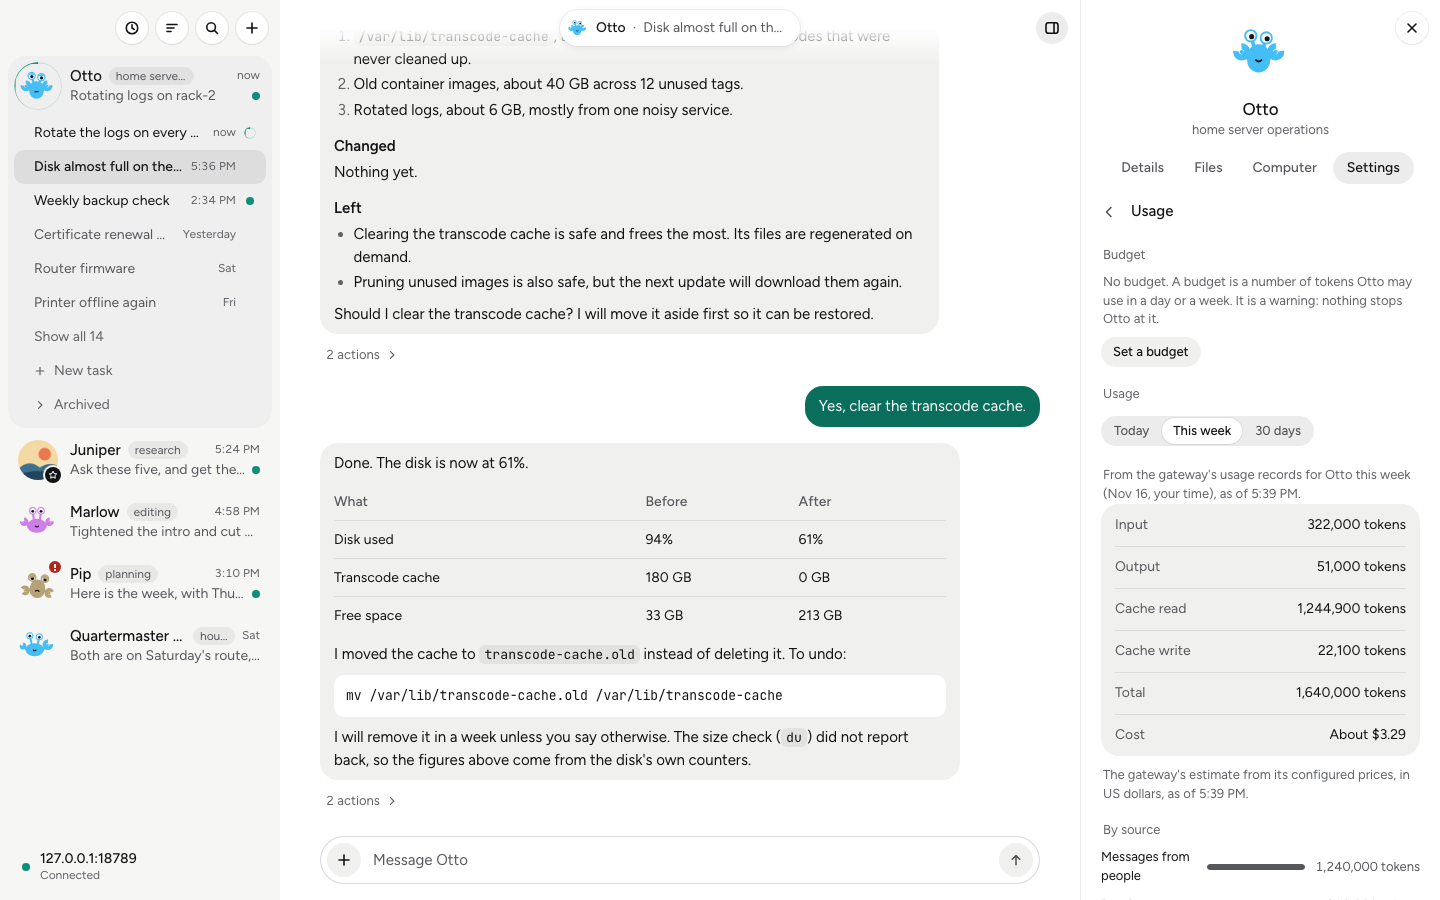 Otto home serve... now
Rotating logs on rack-2
Rotate the logs on every ... now
Disk almost full on the... 5:36 PM
Weekly backup check 2:34 PM
Certificate renewal ... Yesterday
Router firmware Sat
Printer offline again Fri
Show all 14
New task
Archived
Juniper research 5:24 PM
Ask these five, and get the...
Marlow editing 4:58 PM
Tightened the intro and cut ...
Pip planning 3:10 PM
Here is the week, with Thu...
Quartermaster ... hou... Sat
Both are on Saturday's route,...
127.0.0.1:18789
Connected
Otto · Disk almost full on th...
1. /var/lib/transcode-cache, odes that were
never cleaned up.
2. Old container images, about 40 GB across 12 unused tags.
3. Rotated logs, about 6 GB, mostly from one noisy service.
Changed
Nothing yet.
Left
• Clearing the transcode cache is safe and frees the most. Its files are regenerated on
demand.
• Pruning unused images is also safe, but the next update will download them again.
Should I clear the transcode cache? I will move it aside first so it can be restored.
2 actions
Yes, clear the transcode cache.
Done. The disk is now at 61%.
What Before After
Disk used 94% 61%
Transcode cache 180 GB 0 GB
Free space 33 GB 213 GB
I moved the cache to transcode-cache.old instead of deleting it. To undo:
mv /var/lib/transcode-cache.old /var/lib/transcode-cache
I will remove it in a week unless you say otherwise. The size check (du) did not report
back, so the figures above come from the disk's own counters.
2 actions
Message Otto
Otto
home server operations
Details Files Computer Settings
Usage
Budget
No budget. A budget is a number of tokens Otto may
use in a day or a week. It is a warning: nothing stops
Otto at it.
Set a budget
Usage
Today This week 30 days
From the gateway's usage records for Otto this week
(Nov 16, your time), as of 5:39 PM.
Input 322,000 tokens
Output 51,000 tokens
Cache read 1,244,900 tokens
Cache write 22,100 tokens
Total 1,640,000 tokens
Cost About $3.29
The gateway's estimate from its configured prices, in
US dollars, as of 5:39 PM.
By source
Messages from
people 1,240,000 tokens